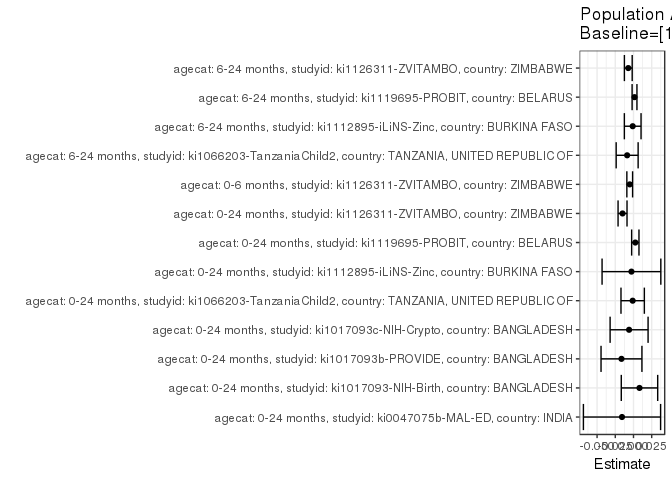 Population
Baseline=[1
agecat: 6-24 months, studyid: ki1126311-ZVITAMBO, country: ZIMBABWE
agecat: 6-24 months, studyid: ki1119695-PROBIT, country: BELARUS
agecat: 6-24 months, studyid: ki1112895-iLiNS-Zinc, country: BURKINA FASO
agecat: 6-24 months, studyid: ki1066203-TanzaniaChild2, country: TANZANIA, UNITED REPUBLIC OF
agecat: 0-6 months, studyid: ki1126311-ZVITAMBO, country: ZIMBABWE
agecat: 0-24 months, studyid: ki1126311-ZVITAMBO, country: ZIMBABWE
agecat: 0-24 months, studyid: ki1119695-PROBIT, country: BELARUS
agecat: 0-24 months, studyid: ki1112895-iLiNS-Zinc, country: BURKINA FASO
agecat: 0-24 months, studyid: ki1066203-TanzaniaChild2, country: TANZANIA, UNITED REPUBLIC OF
agecat: 0-24 months, studyid: ki1017093c-NIH-Crypto, country: BANGLADESH
agecat: 0-24 months, studyid: ki1017093b-PROVIDE, country: BANGLADESH
agecat: 0-24 months, studyid: ki1017093-NIH-Birth, country: BANGLADESH
agecat: 0-24 months, studyid: ki0047075b-MAL-ED, country: INDIA
Estimate